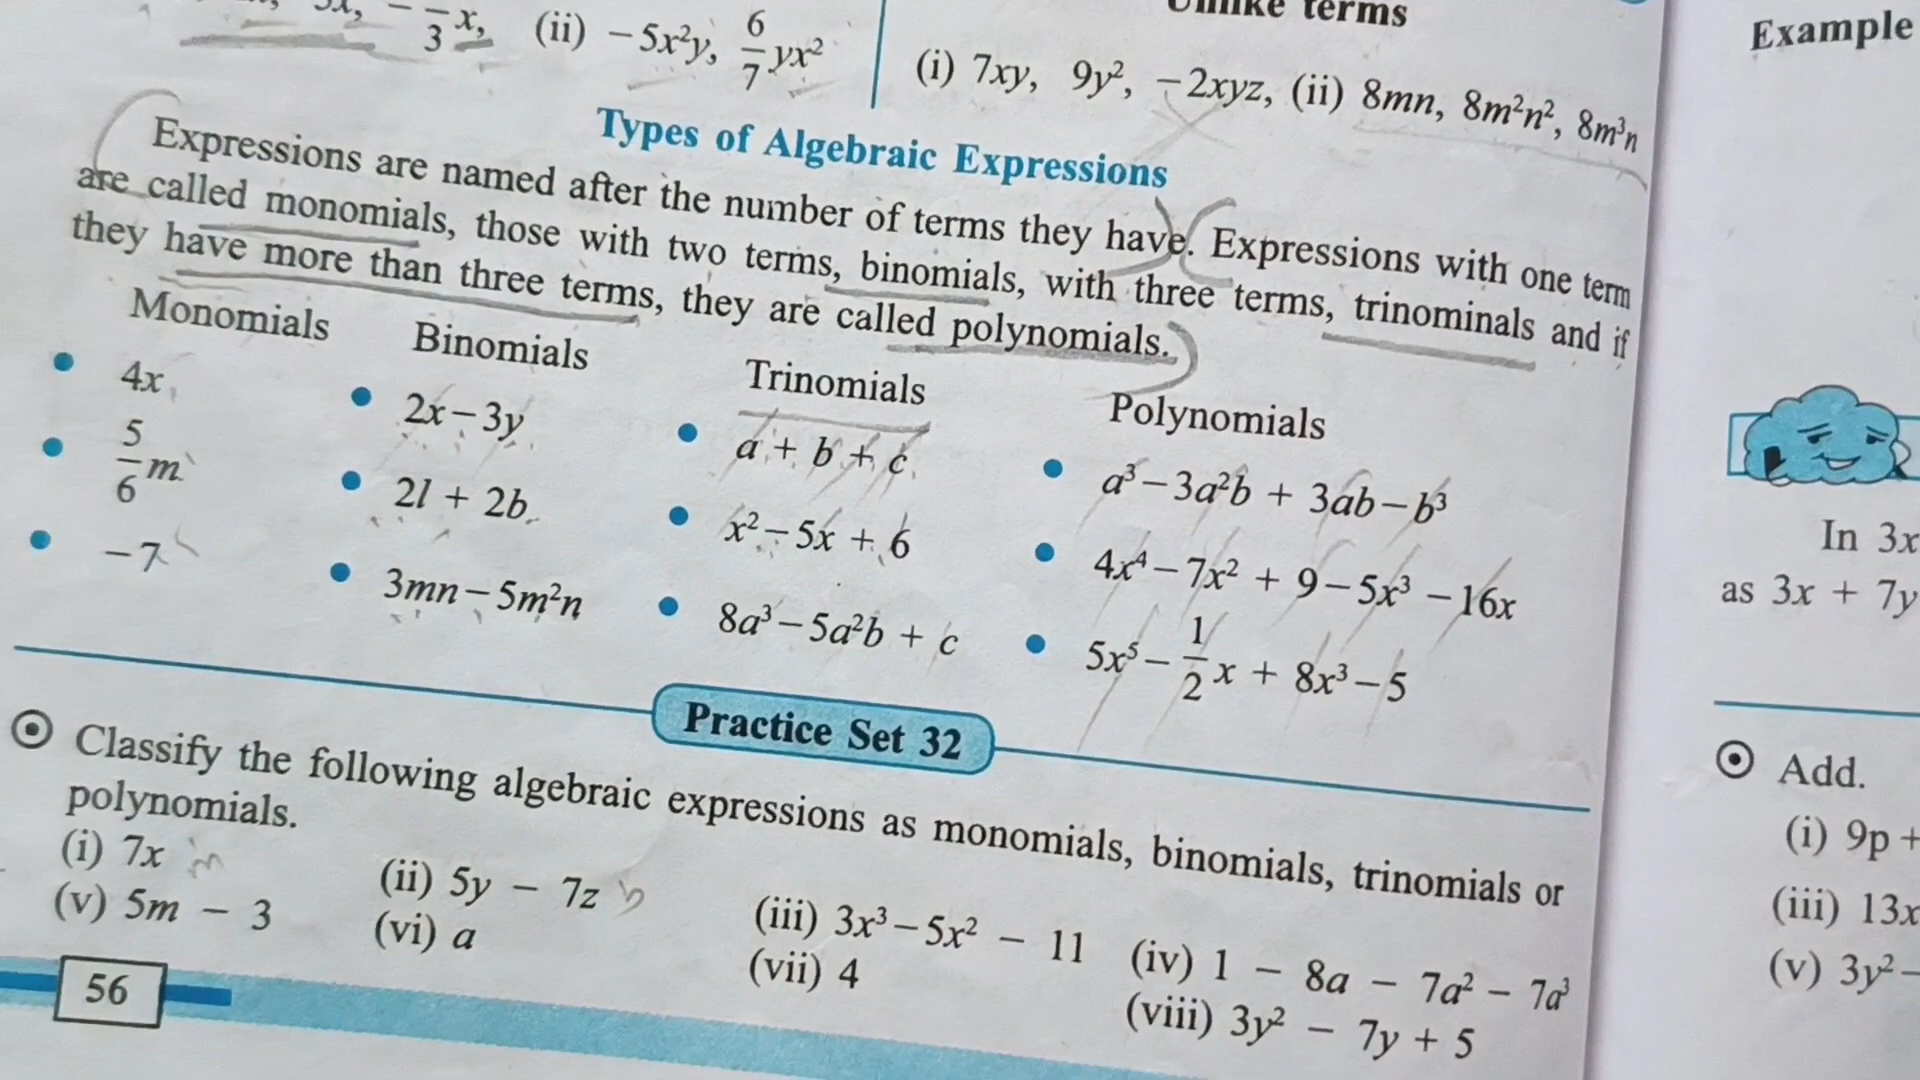 3x, − 3 x, (ii) −5x²y, 6/7 yx²
Unlike terms
(i) 7xy, 9y², −2xyz, (ii) 8mn, 8m²n², 8m³n
Types of Algebraic Expressions
Expressions are named after the number of terms they have. Expressions with one term
are called monomials, those with two terms, binomials, with three terms, trinominals and if
they have more than three terms, they are called polynomials.
Monomials Binomials Trinomials Polynomials
• 4x • 2x−3y • a + b + c • a³−3a²b + 3ab−b³
• 5/6 m • 2l + 2b • x²−5x + 6 • 4x⁴−7x² + 9−5x³−16x
• −7 • 3mn−5m²n • 8a³−5a²b + c • 5x⁵−1/2 x + 8x³−5
Practice Set 32
Classify the following algebraic expressions as monomials, binomials, trinomials or
polynomials.
(i) 7x m (ii) 5y − 7z b (iii) 3x³−5x² − 11 (iv) 1 − 8a − 7a² − 7a³
(v) 5m − 3 (vi) a (vii) 4 (viii) 3y² − 7y + 5
56
Example
In 3x
as 3x + 7y
Add.
(i) 9p +
(iii) 13x
(v) 3y²−